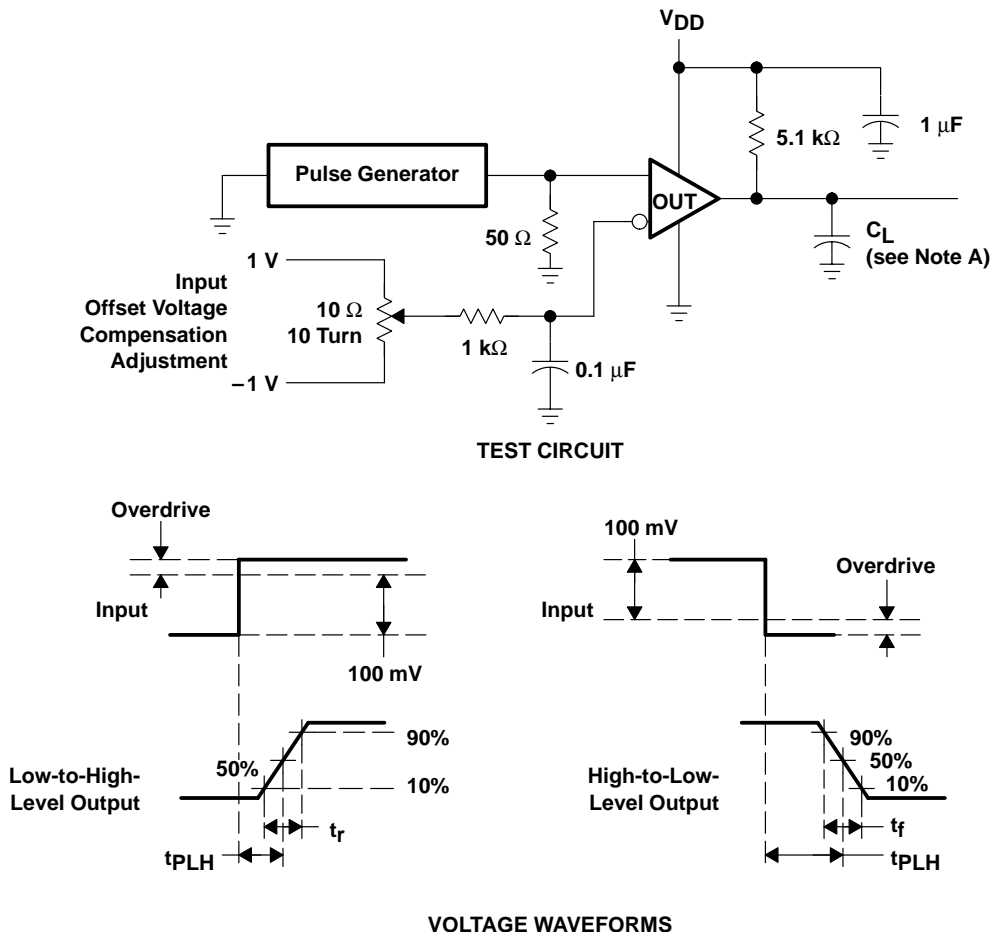 VDD
5.1 kΩ
1 μF
Pulse Generator
OUT
50 Ω
CL
(see Note A)
1 V
Input
Offset Voltage
Compensation
Adjustment
10 Ω
10 Turn
1 kΩ
0.1 μF
–1 V
TEST CIRCUIT
Overdrive
Input
100 mV
100 mV
Overdrive
Input
Low-to-High-
Level Output
50%
90%
10%
tr
tPLH
High-to-Low-
Level Output
90%
50%
10%
tf
tPLH
VOLTAGE WAVEFORMS